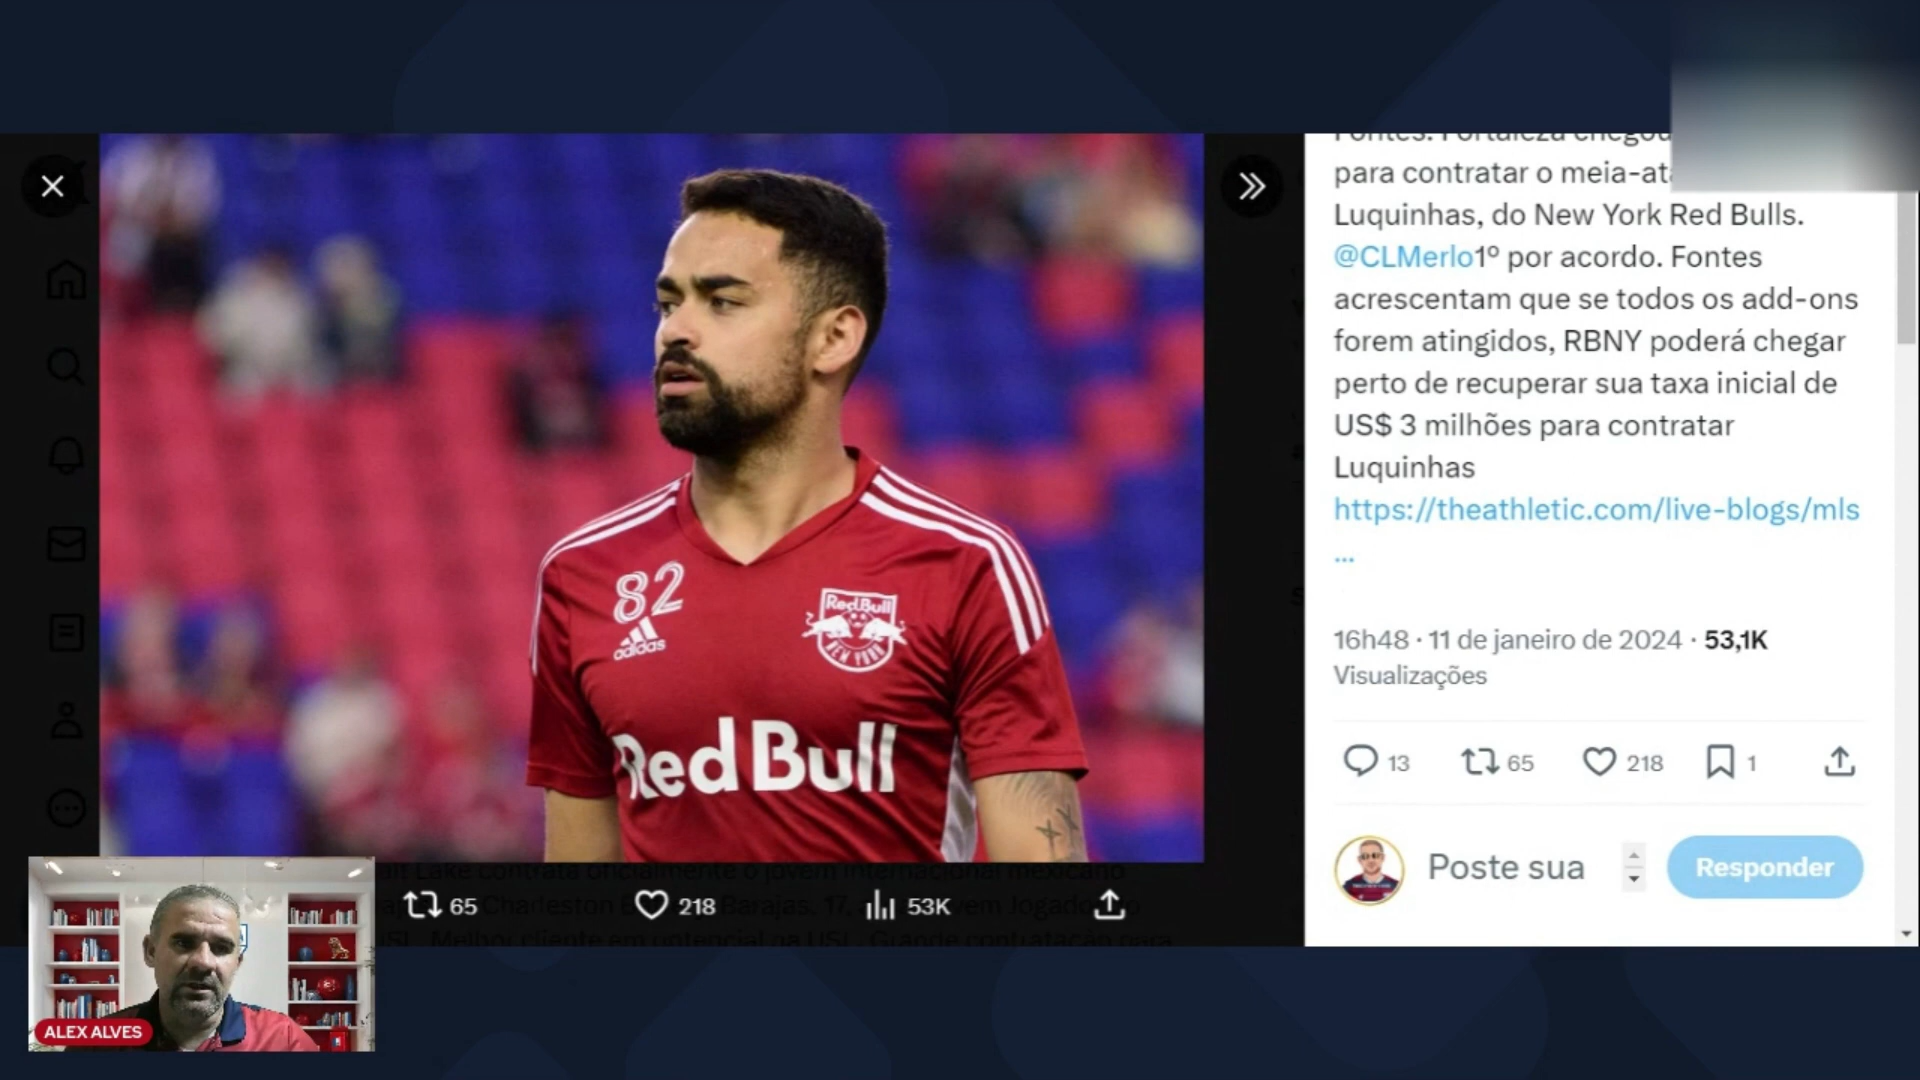 para contratar o
Luquinhas, do New York Red Bulls.
@CLMerlo1º por acordo. Fontes
acrescentam que se todos os add-ons
forem atingidos, RBNY poderá chegar
perto de recuperar sua taxa inicial de
US$ 3 milhões para contratar
Luquinhas
https://theathletic.com/live-blogs/mls
...
16h48 · 11 de janeiro de 2024 · 53,1K
Visualizações
13 65 218 1
Poste sua
Responder
82
adidas
Red Bull
NEW YORK
Red Bull
65 218 53K
ALEX ALVES